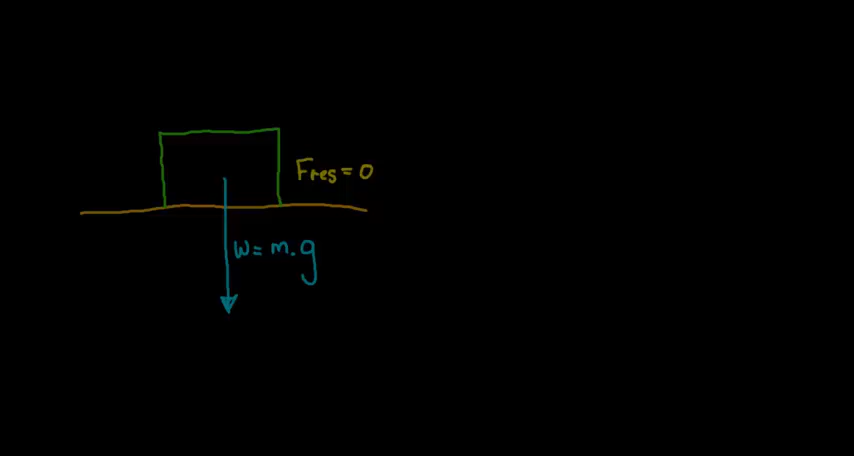 Fres = 0
W = m.g